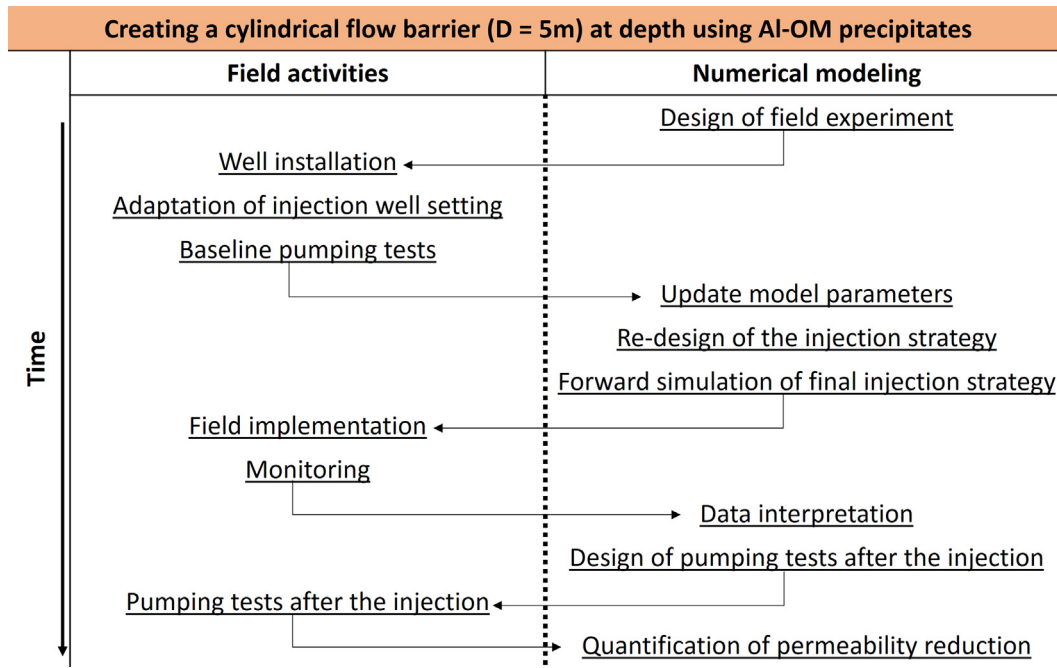 Creating a cylindrical flow barrier (D = 5m) at depth using Al-OM precipitates
Field activities
Numerical modeling
Time
Design of field experiment
Well installation
Adaptation of injection well setting
Baseline pumping tests
Update model parameters
Re-design of the injection strategy
Forward simulation of final injection strategy
Field implementation
Monitoring
Data interpretation
Design of pumping tests after the injection
Pumping tests after the injection
Quantification of permeability reduction